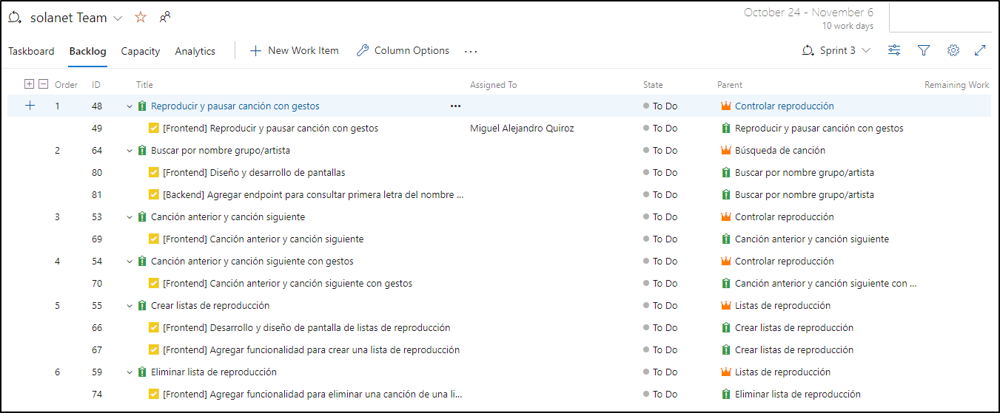 solanet Team
October 24 - November 6
10 work days
Taskboard Backlog Capacity Analytics New Work Item Column Options ... Sprint 3
Order ID Title Assigned To State Parent Remaining Work
1 48 Reproducir y pausar canción con gestos ... To Do Controlar reproducción
49 [Frontend] Reproducir y pausar canción con gestos Miguel Alejandro Quiroz To Do Reproducir y pausar canción con gestos
2 64 Buscar por nombre grupo/artista To Do Búsqueda de canción
80 [Frontend] Diseño y desarrollo de pantallas To Do Buscar por nombre grupo/artista
81 [Backend] Agregar endpoint para consultar primera letra del nombre ... To Do Buscar por nombre grupo/artista
3 53 Canción anterior y canción siguiente To Do Controlar reproducción
69 [Frontend] Canción anterior y canción siguiente To Do Canción anterior y canción siguiente
4 54 Canción anterior y canción siguiente con gestos To Do Controlar reproducción
70 [Frontend] Canción anterior y canción siguiente con gestos To Do Canción anterior y canción siguiente con ...
5 55 Crear listas de reproducción To Do Listas de reproducción
66 [Frontend] Desarrollo y diseño de pantalla de listas de reproducción To Do Crear listas de reproducción
67 [Frontend] Agregar funcionalidad para crear una lista de reproducción To Do Crear listas de reproducción
6 59 Eliminar lista de reproducción To Do Listas de reproducción
74 [Frontend] Agregar funcionalidad para eliminar una canción de una li... To Do Eliminar lista de reproducción